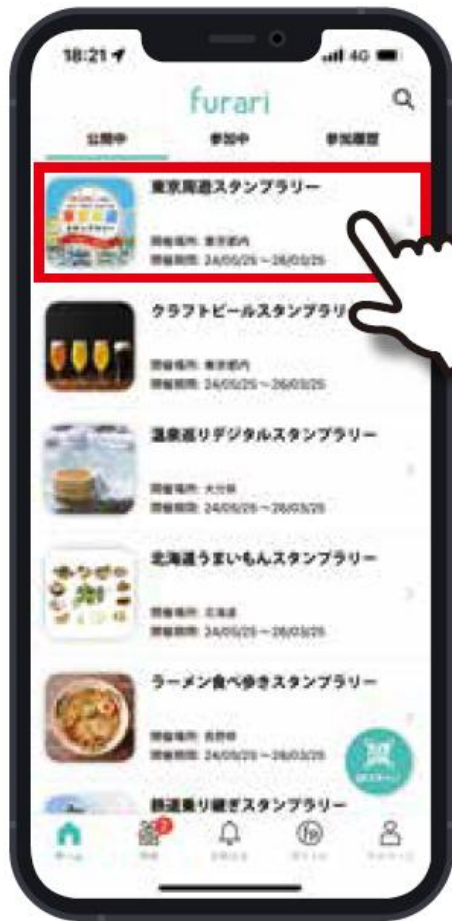 18:21
4G
furari
公開中
参加中
参加履歴
東京周遊スタンプラリー
開催場所: 東京都内
開催期間: 24/05/25～26/03/25
クラフトビールスタンプラリ
開催場所: 東京都内
開催期間: 24/05/25～26/03/25
温泉巡りデジタルスタンプラリー
開催場所: 大分県
開催期間: 24/05/25～26/03/25
北海道うまいもんスタンプラリー
開催場所: 北海道
開催期間: 24/05/25～26/03/25
ラーメン食べ歩きスタンプラリー
開催場所: 長野県
開催期間: 24/05/25～26/03/25
鉄道乗り継ぎスタンプラリー
ホーム